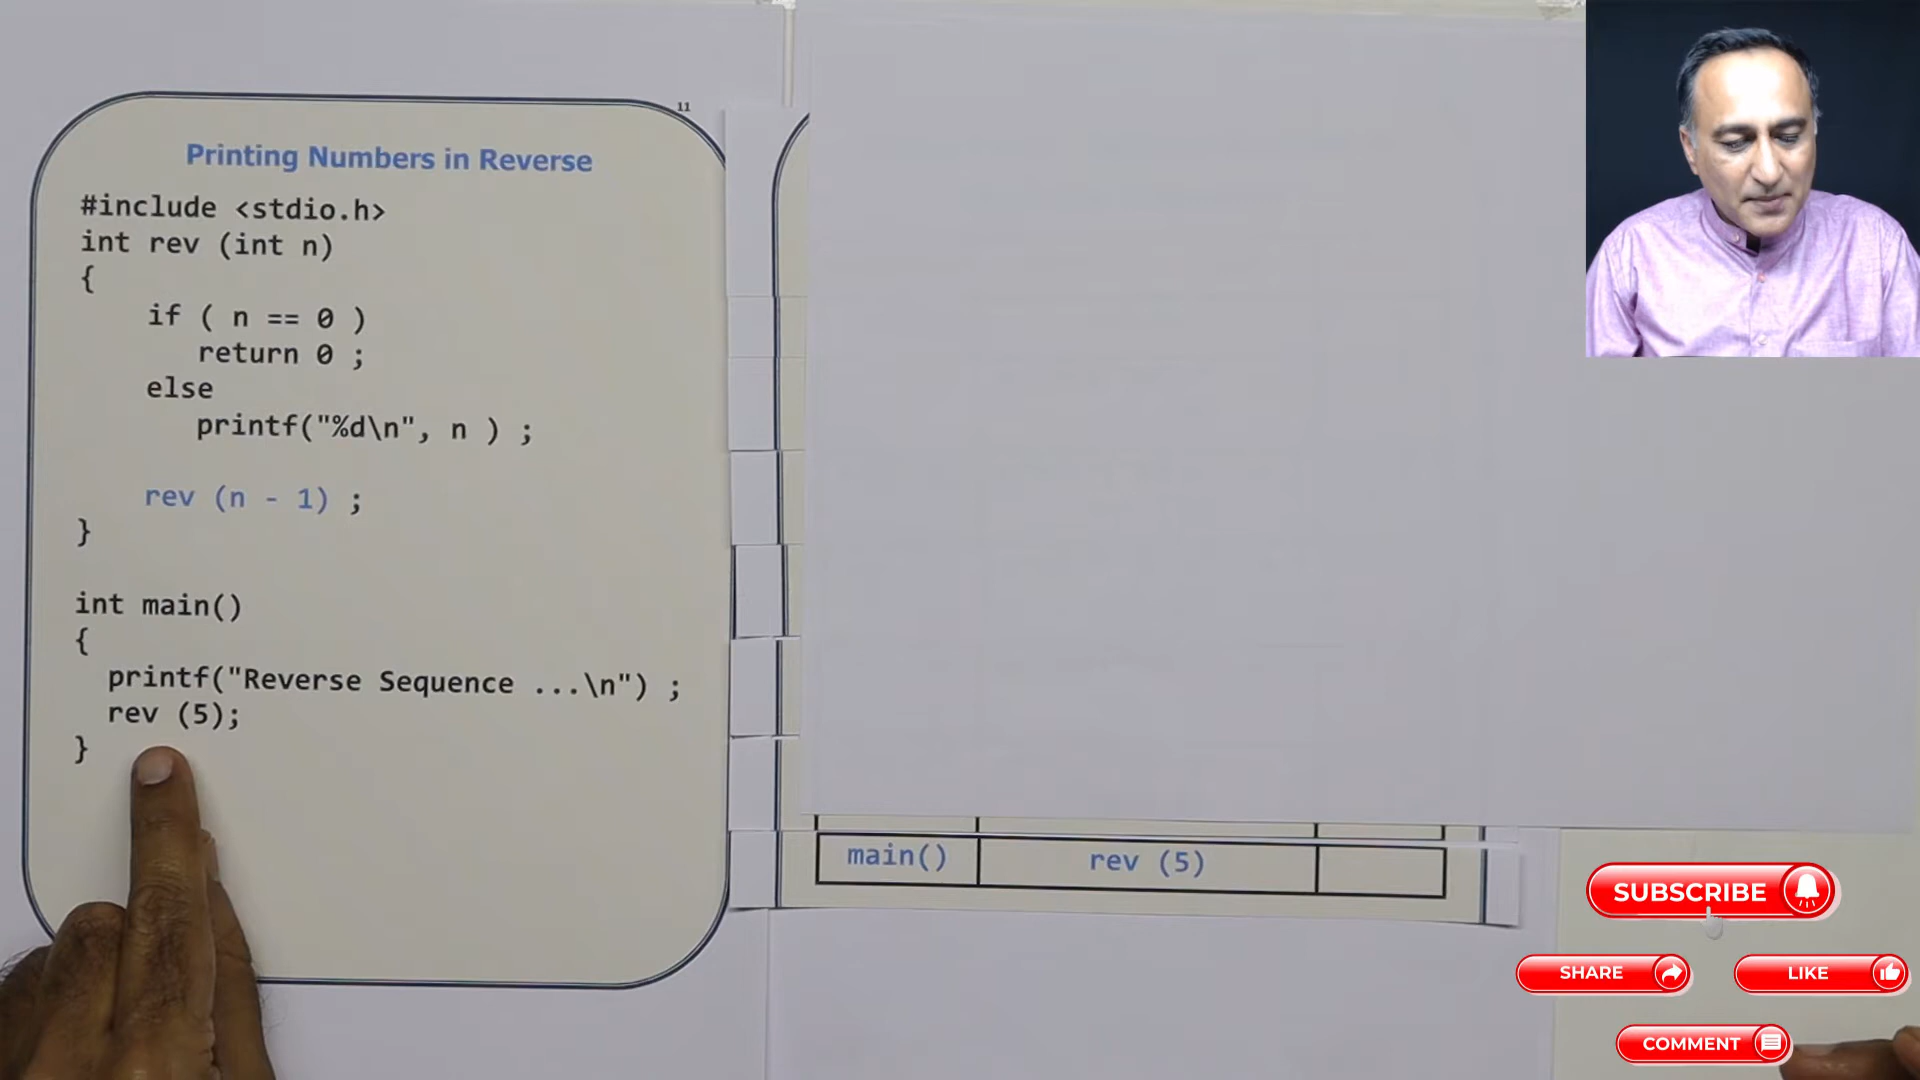 11
Printing Numbers in Reverse
#include <stdio.h>
int rev (int n)
{
if ( n == 0 )
return 0 ;
else
printf("%d\n", n ) ;
rev (n - 1) ;
}
int main()
{
printf("Reverse Sequence ...\n") ;
rev (5);
}
main() rev (5)
SUBSCRIBE
SHARE LIKE
COMMENT